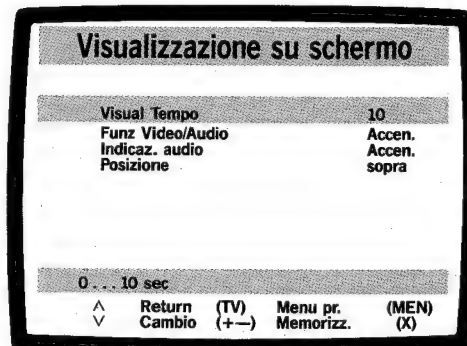 Visualizzazione su schermo
Visual Tempo 10
Funz Video/Audio Accen.
Indicaz. audio Accen.
Posizione sopra
0 . . . 10 sec
∧ Return (TV) Menu pr. (MEN)
∨ Cambio (+—) Memorizz. (X)